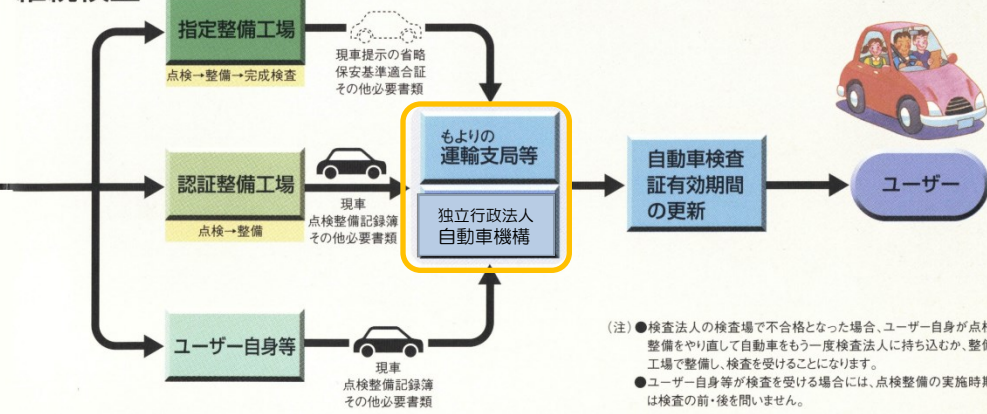 指定整備工場
点検→整備→完成検査
現車提示の省略
保安基準適合証
その他必要書類
認証整備工場
点検→整備
現車
点検整備記録簿
その他必要書類
ユーザー自身等
現車
点検整備記録簿
その他必要書類
もよりの
運輸支局等
独立行政法人
自動車機構
自動車検査
証有効期間
の更新
ユーザー
(注)●検査法人の検査場で不合格となった場合、ユーザー自身が点検
整備をやり直して自動車をもう一度検査法人に持ち込むか、整備
工場で整備し、検査を受けることになります。
●ユーザー自身等が検査を受ける場合には、点検整備の実施時期
は検査の前・後を問いません。